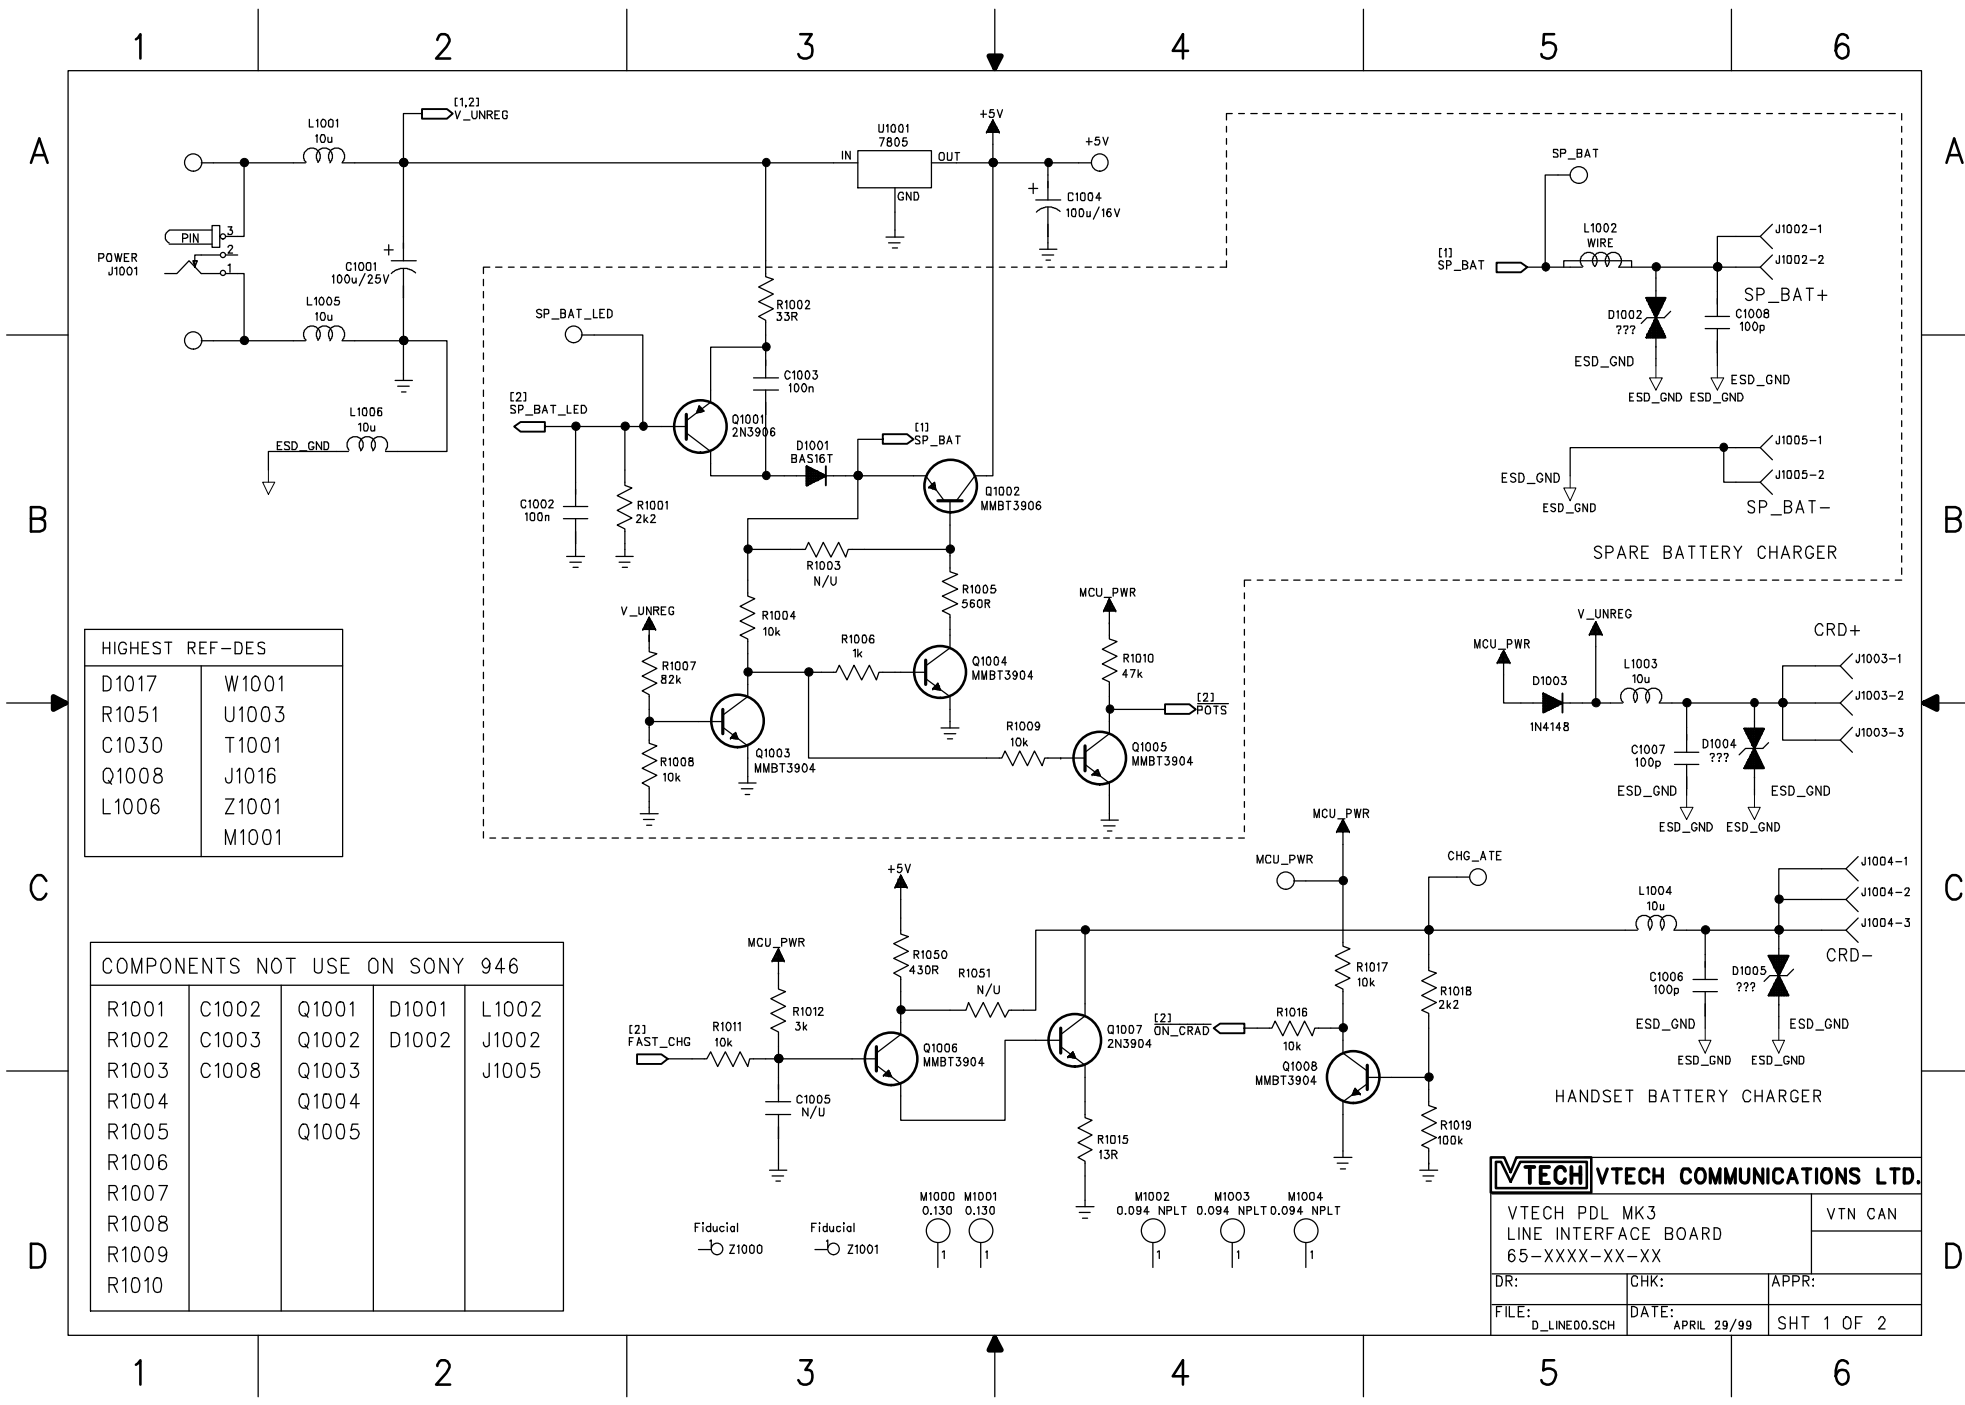 1 2 3 4 5 6
A
A
[1,2]
V_UNREG
L1001
10u
POWER
J1001
PIN
3
2
1
C1001
100u/25V
+
L1005
10u
L1006
10u
ESD_GND
U1001
7805
IN
OUT
GND
+5V
+5V
+
C1004
100u/16V
SP_BAT
[1]
SP_BAT
L1002
WIRE
J1002-1
J1002-2
SP_BAT+
D1002
???
C1008
100p
ESD_GND
ESD_GND
ESD_GND
ESD_GND
R1002
33R
SP_BAT_LED
C1003
100n
[2]
SP_BAT_LED
Q1001
2N3906
D1001
BAS16T
[1]
SP_BAT
Q1002
MMBT3906
C1002
100n
R1001
2k2
B
B
J1005-1
J1005-2
ESD_GND
ESD_GND
SP_BAT-
SPARE BATTERY CHARGER
R1003
N/U
R1005
560R
R1004
10k
R1006
1k
Q1004
MMBT3904
V_UNREG
R1007
82k
R1008
10k
Q1003
MMBT3904
R1009
10k
MCU_PWR
R1010
47k
[2]
POTS
Q1005
MMBT3904
MCU_PWR
V_UNREG
D1003
1N4148
L1003
10u
CRD+
J1003-1
J1003-2
J1003-3
C1007
100p
D1004
???
ESD_GND
ESD_GND
ESD_GND
ESD_GND
HIGHEST REF-DES
D1017 W1001
R1051 U1003
C1030 T1001
Q1008 J1016
L1006 Z1001
M1001
C
C
MCU_PWR
MCU_PWR
CHG_ATE
L1004
10u
J1004-1
J1004-2
J1004-3
CRD-
C1006
100p
D1005
???
ESD_GND
ESD_GND
ESD_GND
ESD_GND
HANDSET BATTERY CHARGER
+5V
R1050
430R
R1051
N/U
MCU_PWR
R1012
3k
[2]
FAST_CHG
R1011
10k
Q1006
MMBT3904
C1005
N/U
Q1007
2N3904
R1015
13R
[2]
ON_CRAD
R1016
10k
R1017
10k
R1018
2k2
Q1008
MMBT3904
R1019
100k
COMPONENTS NOT USE ON SONY 946
R1001 C1002 Q1001 D1001 L1002
R1002 C1003 Q1002 D1002 J1002
R1003 C1008 Q1003 J1005
R1004 Q1004
R1005 Q1005
R1006
R1007
R1008
R1009
R1010
D
D
Fiducial
1
Z1000
Fiducial
1
Z1001
M1000
0.130
1
M1001
0.130
1
M1002
0.094 NPLT
1
M1003
0.094 NPLT
1
M1004
0.094 NPLT
1
VTECH VTECH COMMUNICATIONS LTD.
VTECH PDL MK3
LINE INTERFACE BOARD
65-XXXX-XX-XX
VTN CAN
DR: CHK: APPR:
FILE: D_LINE00.SCH
DATE: APRIL 29/99
SHT 1 OF 2
1 2 3 4 5 6